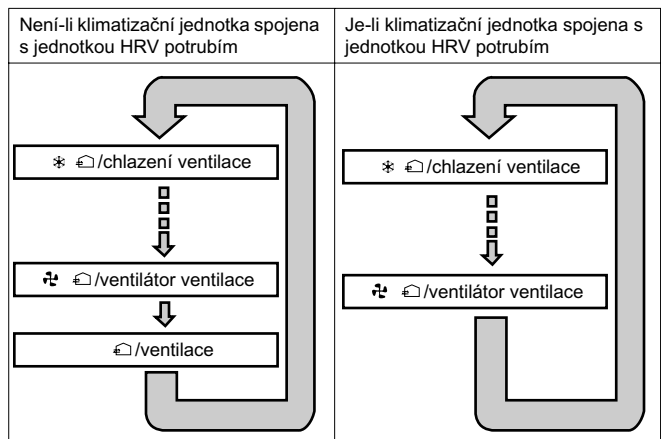 Není-li klimatizační jednotka spojena
s jednotkou HRV potrubím
/chlazení ventilace
/ventilátor ventilace
/ventilace
Je-li klimatizační jednotka spojena s
jednotkou HRV potrubím
/chlazení ventilace
/ventilátor ventilace